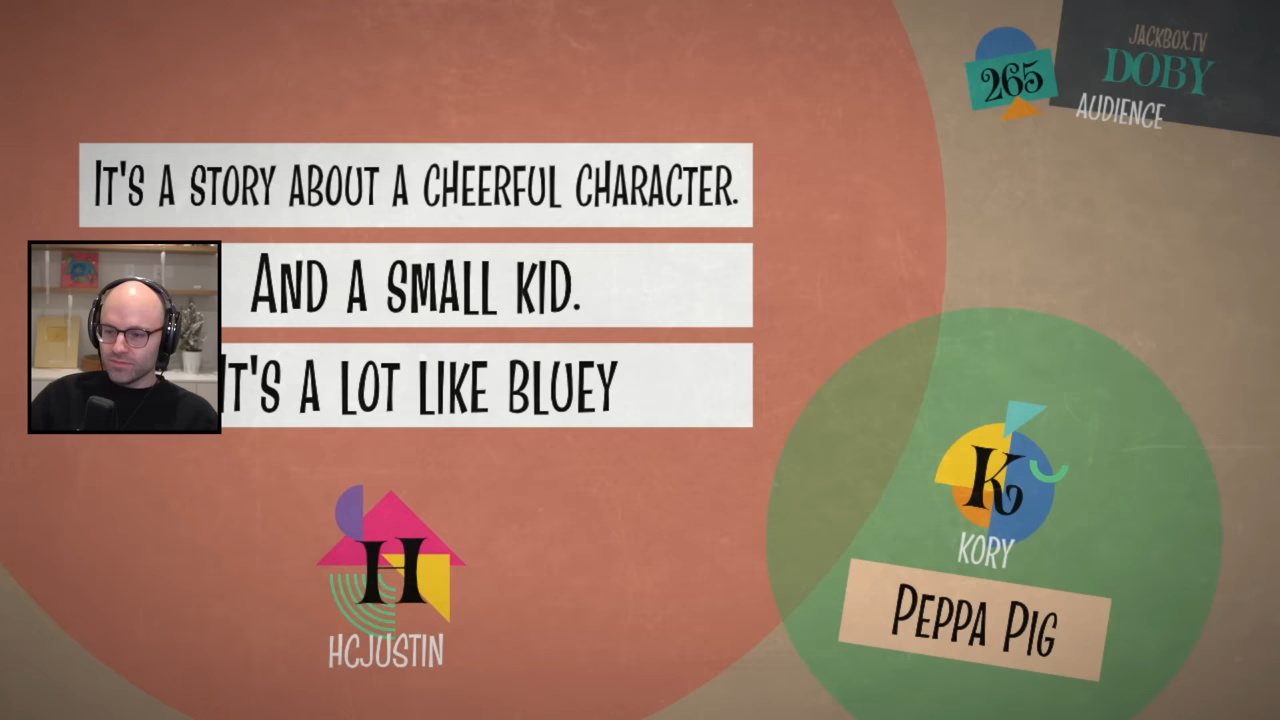 JACKBOX.TV
DOBY
265
AUDIENCE
IT'S A STORY ABOUT A CHEERFUL CHARACTER.
AND A SMALL KID.
IT'S A LOT LIKE BLUEY
K
KORY
PEPPA PIG
H
HCJUSTIN